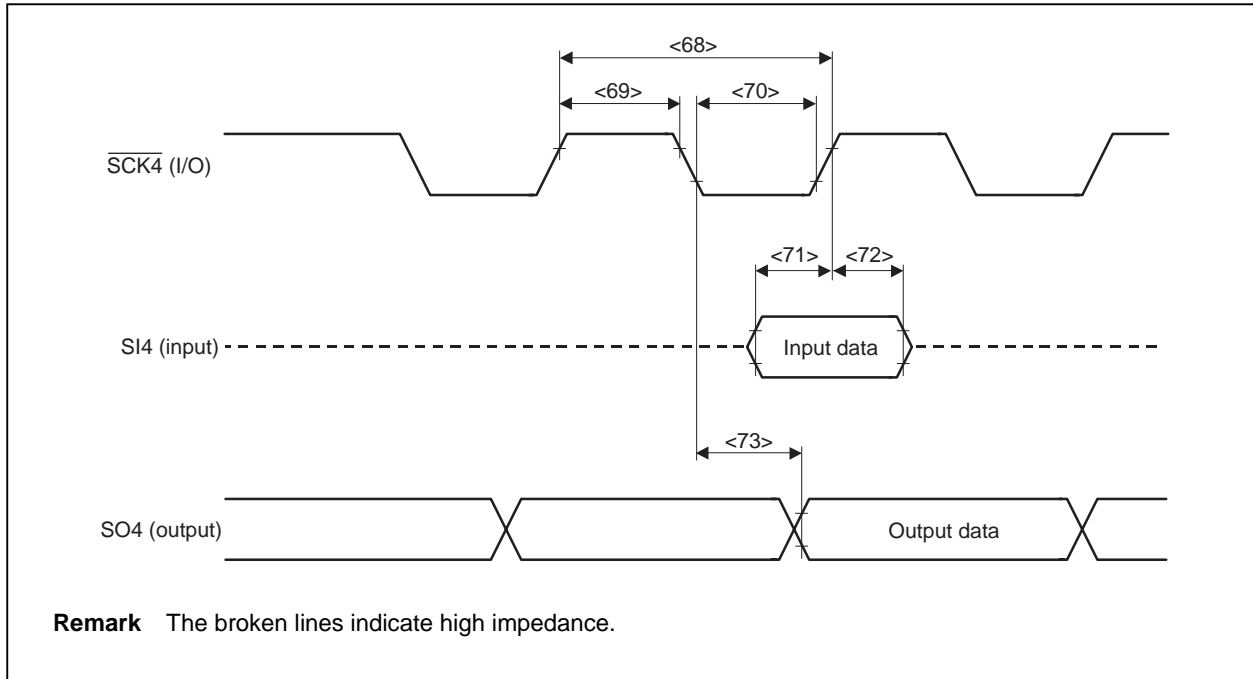 <68>
<69> <70>
SCK4 (I/O)
<71> <72>
SI4 (input) Input data
<73>
SO4 (output) Output data
Remark The broken lines indicate high impedance.